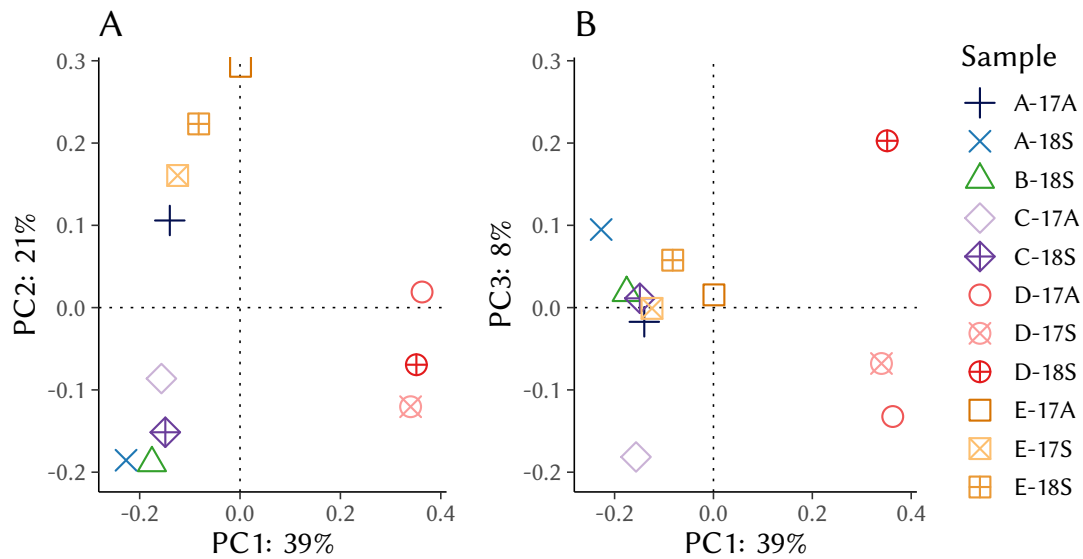 A
0.3
0.2
0.1
0.0
-0.1
-0.2
PC2: 21%
-0.2
0.0
0.2
0.4
PC1: 39%
B
0.3
0.2
0.1
0.0
-0.1
-0.2
PC3: 8%
-0.2
0.0
0.2
0.4
PC1: 39%
Sample
A-17A
A-18S
B-18S
C-17A
C-18S
D-17A
D-17S
D-18S
E-17A
E-17S
E-18S